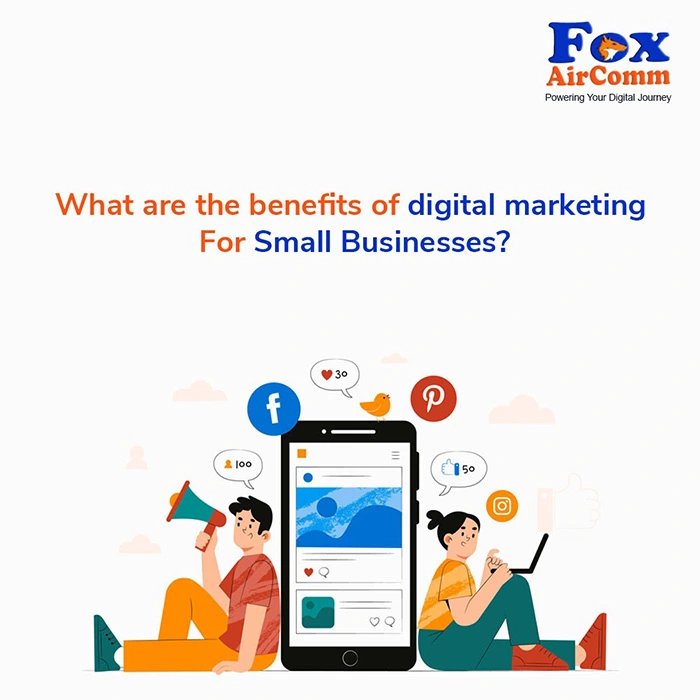 Fox
AirComm
Powering Your Digital Journey
What are the benefits of digital marketing
For Small Businesses?
30
100
50